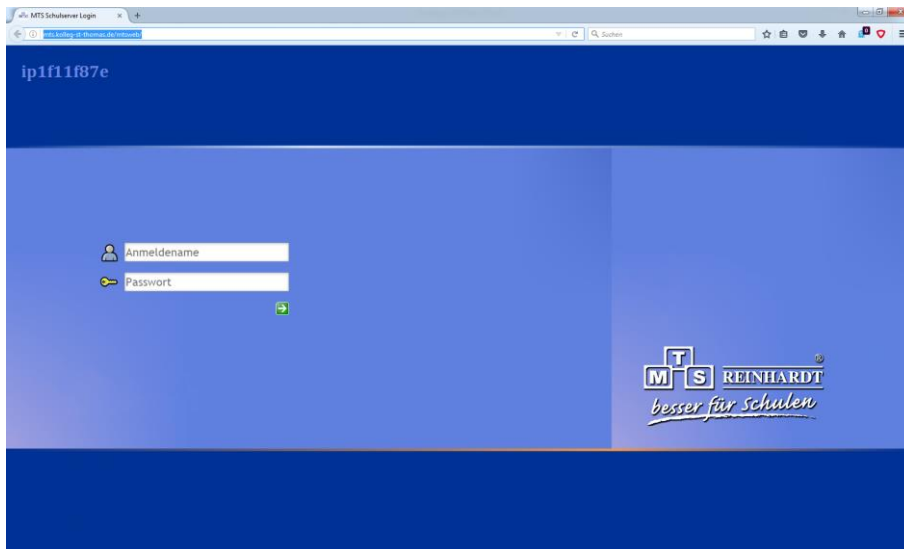 MTS Schulserver Login
mts.kolleg-st-thomas.de/mtsweb/
Suchen
ip1f11f87e
Anmeldename
Passwort
T
M S REINHARDT ®
besser für Schulen